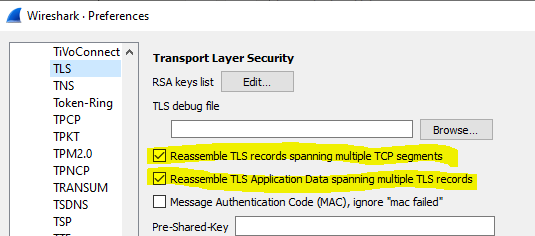 Wireshark · Preferences
TiVoConnect
TLS
TNS
Token-Ring
TPCP
TPKT
TPM2.0
TPNCP
TRANSUM
TSDNS
TSP
Transport Layer Security
RSA keys list Edit...
TLS debug file
Browse...
Reassemble TLS records spanning multiple TCP segments
Reassemble TLS Application Data spanning multiple TLS records
Message Authentication Code (MAC), ignore "mac failed"
Pre-Shared-Key